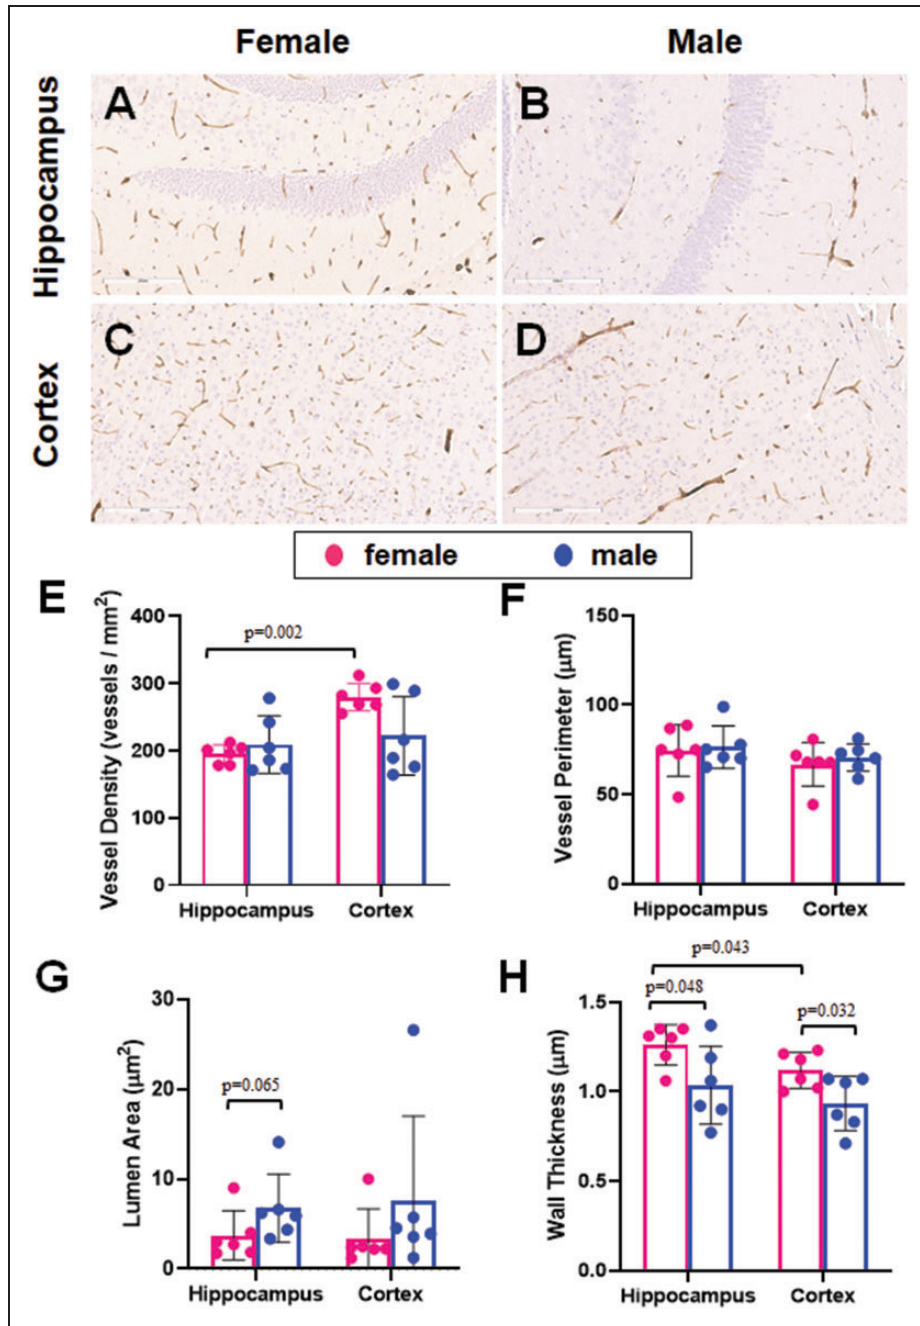 Female
Male
Hippocampus
A
B
Cortex
C
D
female
male
E
Vessel Density (vessels / mm²)
400
300
200
100
0
p=0.002
Hippocampus
Cortex
F
Vessel Perimeter (μm)
150
100
50
0
Hippocampus
Cortex
G
Lumen Area (μm²)
30
20
10
0
p=0.065
Hippocampus
Cortex
H
Wall Thickness (μm)
1.5
1.0
0.5
0.0
p=0.043
p=0.048
p=0.032
Hippocampus
Cortex